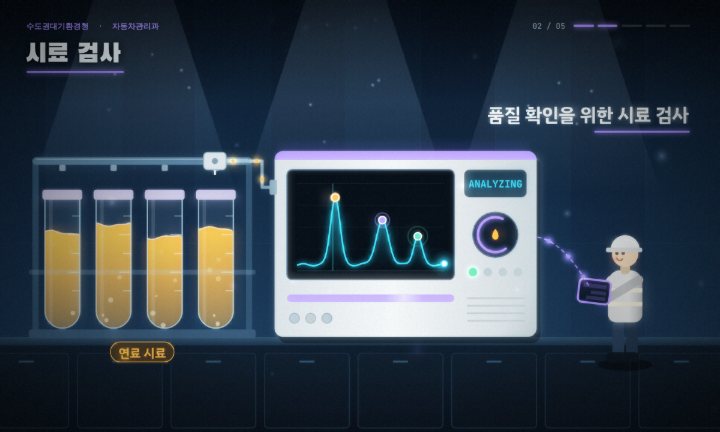 수도권대기환경청 · 자동차관리과
02 / 05
시료 검사
품질 확인을 위한 시료 검사
ANALYZING
연료 시료